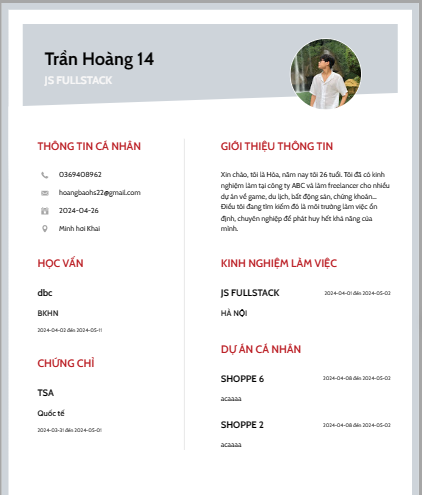 Trần Hoàng 14
JS FULLSTACK
THÔNG TIN CÁ NHÂN
0369408962
hoangbaohs22@gmail.com
2024-04-26
Minh hơi Khai
HỌC VẤN
dbc
BKHN
2024-04-02 đến 2024-05-11
CHỨNG CHỈ
TSA
Quốc tế
2024-03-31 đến 2024-05-01
GIỚI THIỆU THÔNG TIN
Xin chào, tôi là Hòa, năm nay tôi 26 tuổi. Tôi đã có kinh
nghiệm làm tại công ty ABC và làm freelancer cho nhiều
dự án về game, du lịch, bất động sản, chứng khoán...
Điều tôi đang tìm kiếm đó là môi trường làm việc ổn
định, chuyên nghiệp để phát huy hết khả năng của
mình.
KINH NGHIỆM LÀM VIỆC
JS FULLSTACK 2024-04-01 đến 2024-05-02
HÀ NỘI
DỰ ÁN CÁ NHÂN
SHOPPE 6 2024-04-08 đến 2024-05-02
acaaaa
SHOPPE 2 2024-04-08 đến 2024-05-02
acaaaa